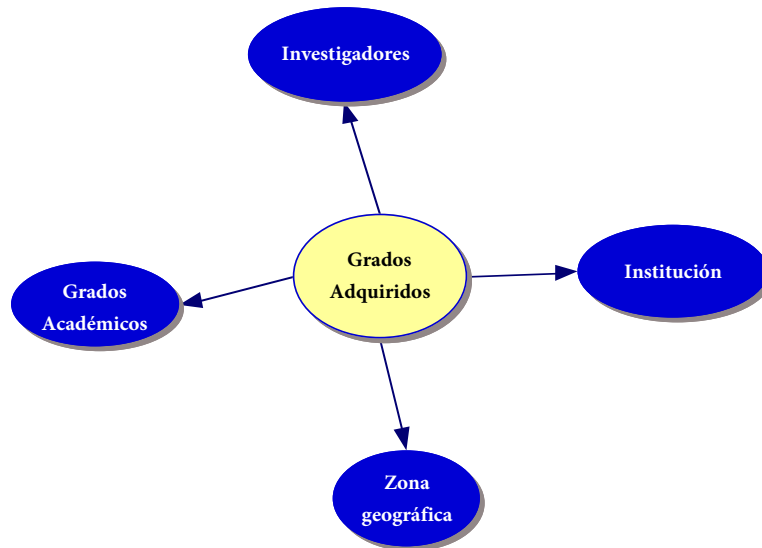 Investigadores
Grados
Adquiridos
Institución
Grados
Académicos
Zona
geográfica